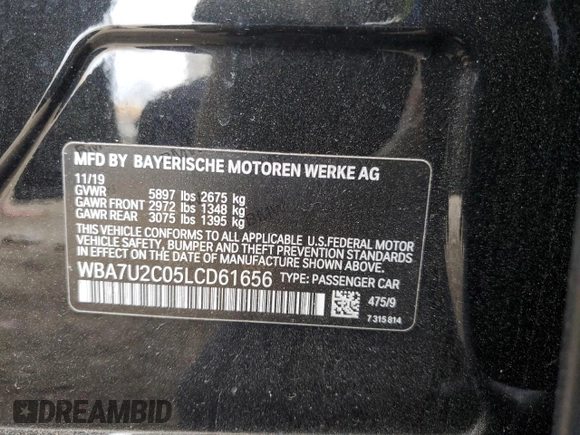 MFD BY BAYERISCHE MOTOREN WERKE AG
11/19
GVWR 5897 lbs 2675 kg
GAWR FRONT 2972 lbs 1348 kg
GAWR REAR 3075 lbs 1395 kg
THIS VEHICLE CONFORMS TO ALL APPLICABLE U.S.FEDERAL MOTOR
VEHICLE SAFETY, BUMPER AND THEFT PREVENTION STANDARDS
IN EFFECT ON THE DATE OF MANUFACTURE SHOWN ABOVE.
WBA7U2C05LCD61656 TYPE: PASSENGER CAR
475/9
7 315 814
DREAMBID